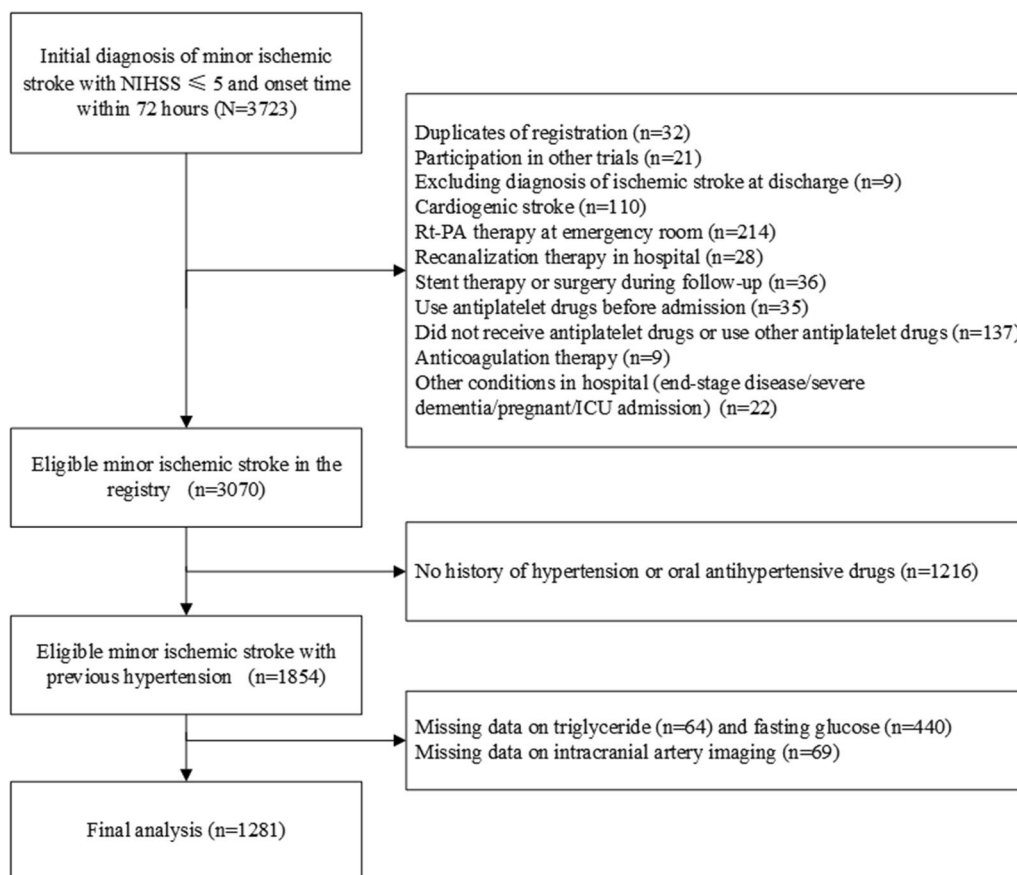 Initial diagnosis of minor ischemic
stroke with NIHSS ≤ 5 and onset time
within 72 hours (N=3723)
Duplicates of registration (n=32)
Participation in other trials (n=21)
Excluding diagnosis of ischemic stroke at discharge (n=9)
Cardiogenic stroke (n=110)
Rt-PA therapy at emergency room (n=214)
Recanalization therapy in hospital (n=28)
Stent therapy or surgery during follow-up (n=36)
Use antiplatelet drugs before admission (n=35)
Did not receive antiplatelet drugs or use other antiplatelet drugs (n=137)
Anticoagulation therapy (n=9)
Other conditions in hospital (end-stage disease/severe
dementia/pregnant/ICU admission) (n=22)
Eligible minor ischemic stroke in the
registry (n=3070)
No history of hypertension or oral antihypertensive drugs (n=1216)
Eligible minor ischemic stroke with
previous hypertension (n=1854)
Missing data on triglyceride (n=64) and fasting glucose (n=440)
Missing data on intracranial artery imaging (n=69)
Final analysis (n=1281)